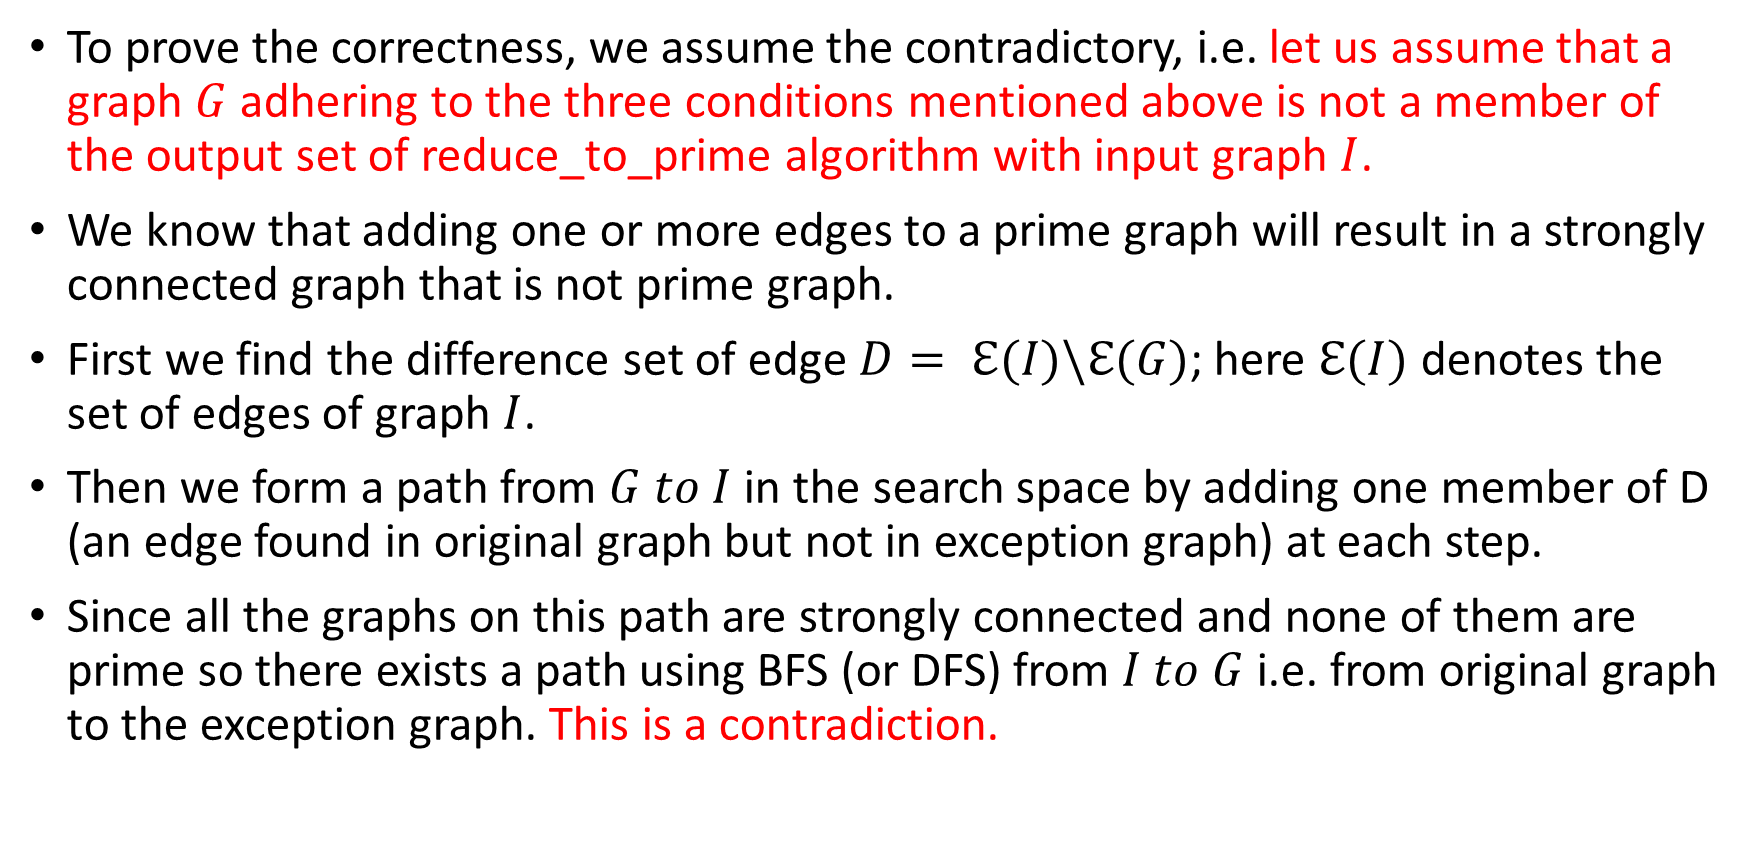 • To prove the correctness, we assume the contradictory, i.e. let us assume that a
graph G adhering to the three conditions mentioned above is not a member of
the output set of reduce_to_prime algorithm with input graph I.
• We know that adding one or more edges to a prime graph will result in a strongly
connected graph that is not prime graph.
• First we find the difference set of edge D = Ɛ(I)\Ɛ(G); here Ɛ(I) denotes the
set of edges of graph I.
• Then we form a path from G to I in the search space by adding one member of D
(an edge found in original graph but not in exception graph) at each step.
• Since all the graphs on this path are strongly connected and none of them are
prime so there exists a path using BFS (or DFS) from I to G i.e. from original graph
to the exception graph. This is a contradiction.